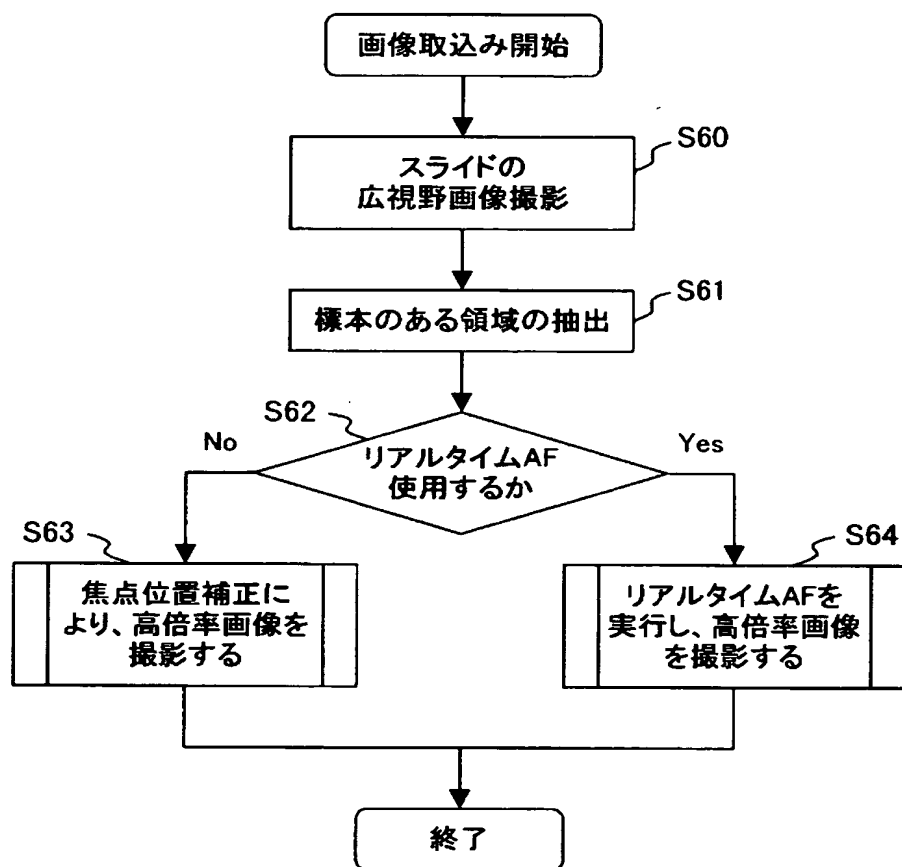 画像取込み開始
S60
スライドの
広視野画像撮影
S61
標本のある領域の抽出
S62
No
Yes
リアルタイムAF
使用するか
S63
焦点位置補正に
より、高倍率画像を
撮影する
S64
リアルタイムAFを
実行し、高倍率画像
を撮影する
終了